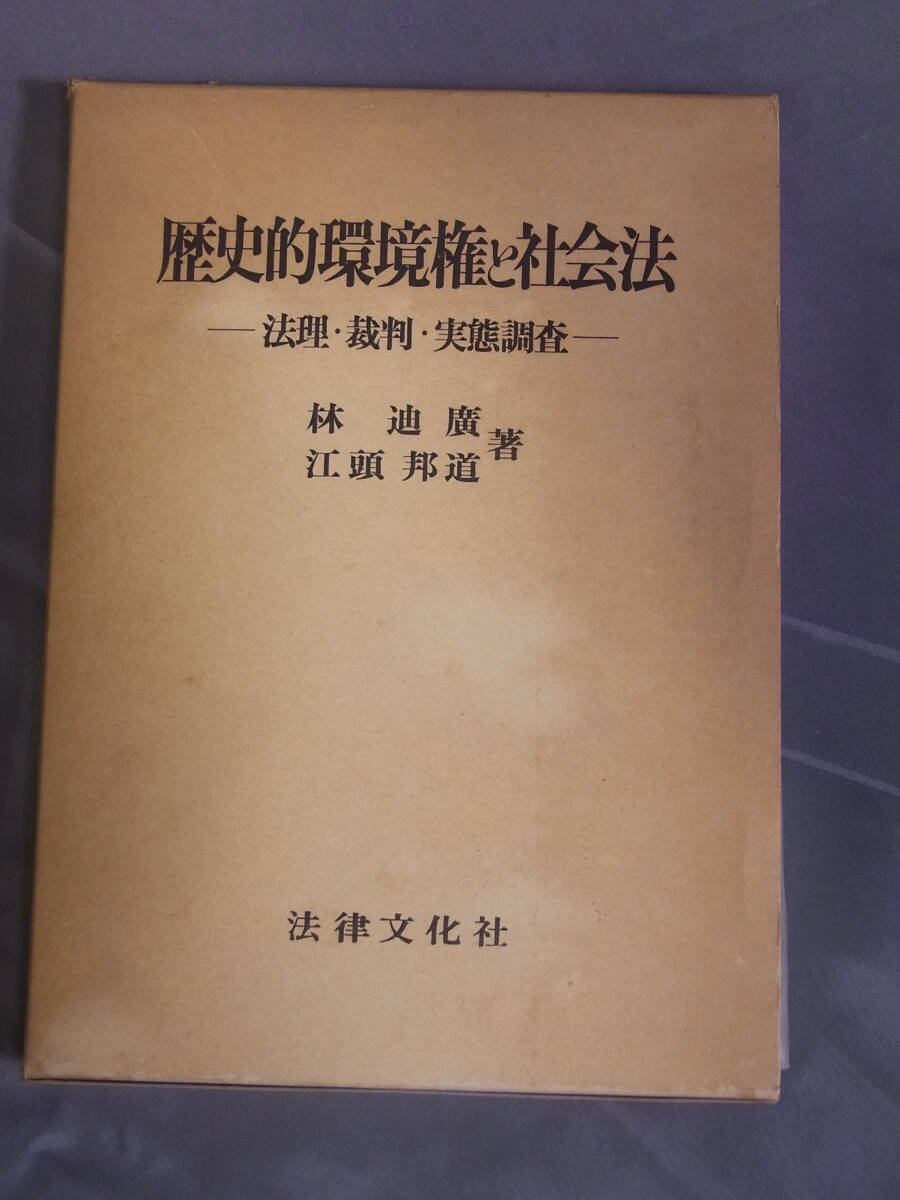 歴史的環境権と社会法
―法理・裁判・実態調査―
林 迪廣
江頭 邦道 著
法律文化社